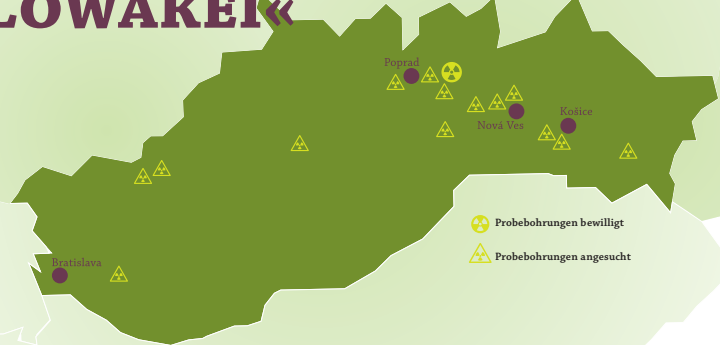 LOWAKEI«
Poprad
Nová Ves
Košice
Probebohrungen bewilligt
Probebohrungen angesucht
Bratislava